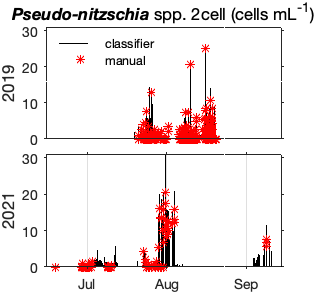 Pseudo-nitzschia spp. 2cell (cells mL-1)
30
classifier
manual
20
2019
10
0
30
20
2021
10
0
Jul Aug Sep